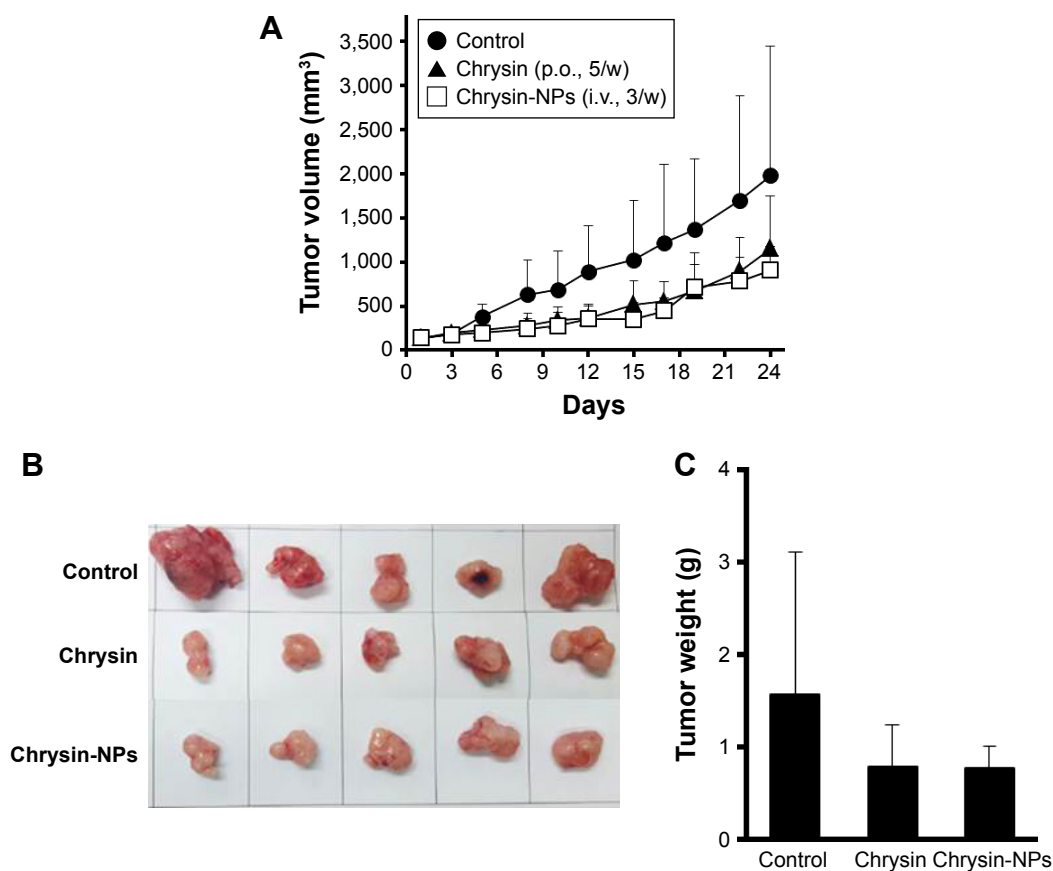 A
Tumor volume (mm³)
3,500
3,000
2,500
2,000
1,500
1,000
500
0
Control
Chrysin (p.o., 5/w)
Chrysin-NPs (i.v., 3/w)
0 3 6 9 12 15 18 21 24
Days
B
Control
Chrysin
Chrysin-NPs
C
Tumor weight (g)
4
3
2
1
0
Control Chrysin Chrysin-NPs